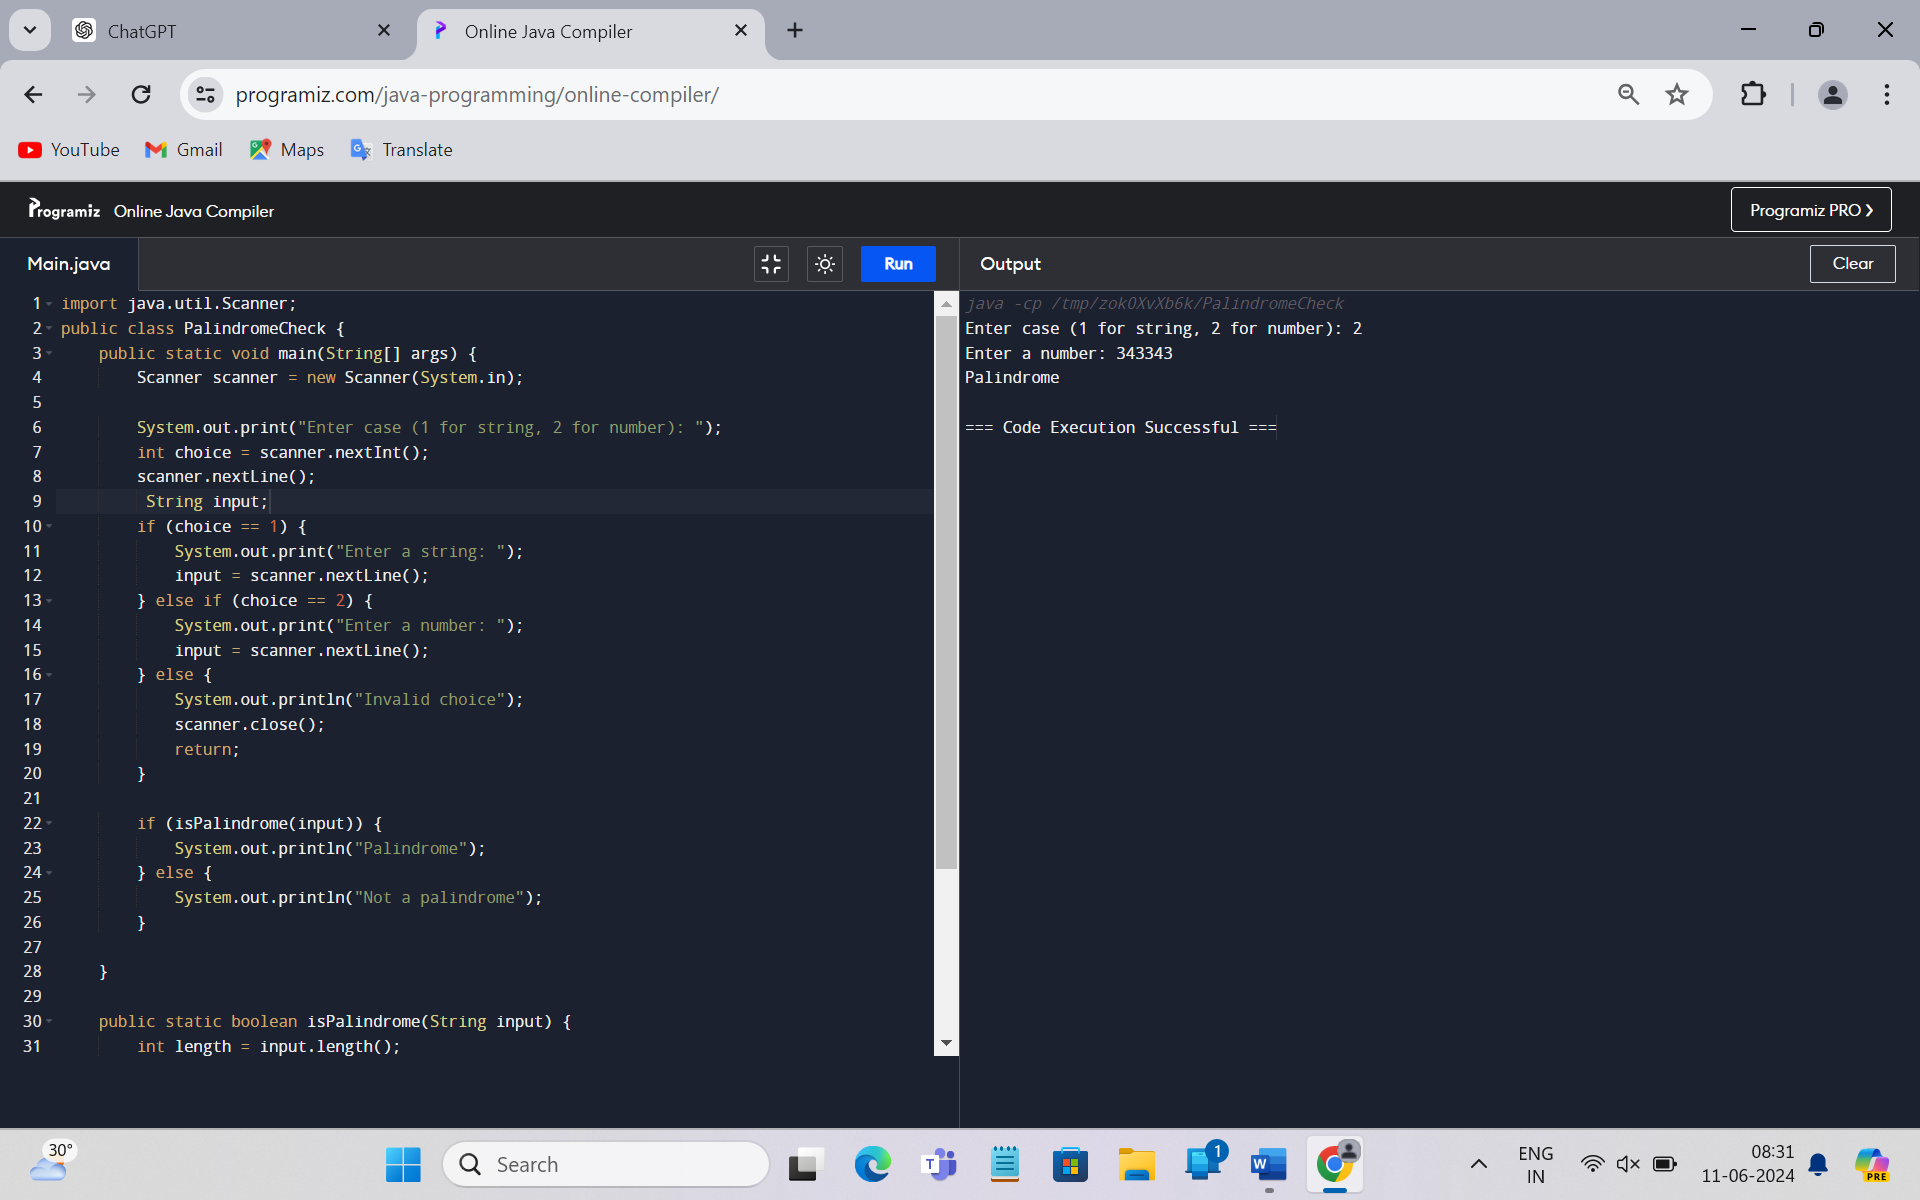 ChatGPT
Online Java Compiler
programiz.com/java-programming/online-compiler/
YouTube
Gmail
Maps
Translate
Programiz Online Java Compiler
Programiz PRO
Main.java
Run
Output
Clear
1 import java.util.Scanner;
2 public class PalindromeCheck {
3     public static void main(String[] args) {
4         Scanner scanner = new Scanner(System.in);
5
6         System.out.print("Enter case (1 for string, 2 for number): ");
7         int choice = scanner.nextInt();
8         scanner.nextLine();
9          String input;
10         if (choice == 1) {
11             System.out.print("Enter a string: ");
12             input = scanner.nextLine();
13         } else if (choice == 2) {
14             System.out.print("Enter a number: ");
15             input = scanner.nextLine();
16         } else {
17             System.out.println("Invalid choice");
18             scanner.close();
19             return;
20         }
21
22         if (isPalindrome(input)) {
23             System.out.println("Palindrome");
24         } else {
25             System.out.println("Not a palindrome");
26         }
27
28     }
29
30     public static boolean isPalindrome(String input) {
31         int length = input.length();
java -cp /tmp/zok0XvXb6k/PalindromeCheck
Enter case (1 for string, 2 for number): 2
Enter a number: 343343
Palindrome
=== Code Execution Successful ===
30°
Search
T
1
W
ENG
IN
08:31
11-06-2024
PRE